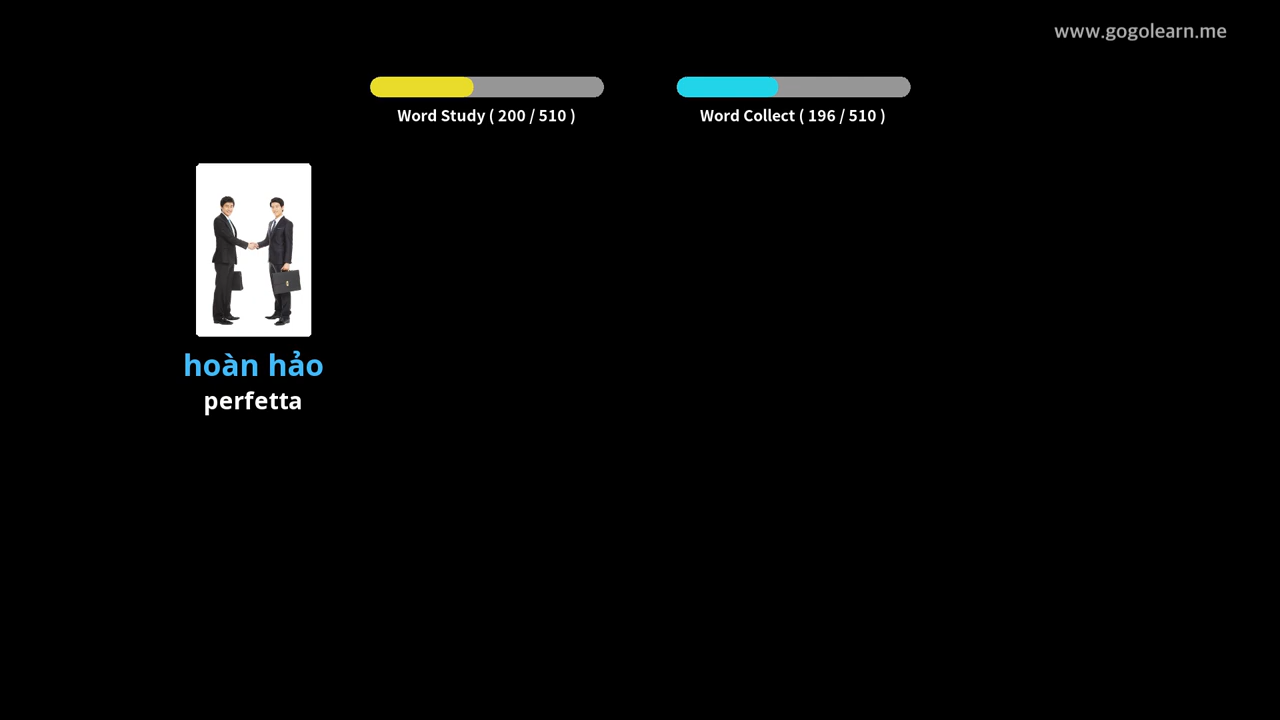 www.gogolearn.me
Word Study ( 200 / 510 )
Word Collect ( 196 / 510 )
hoàn hảo
perfetta